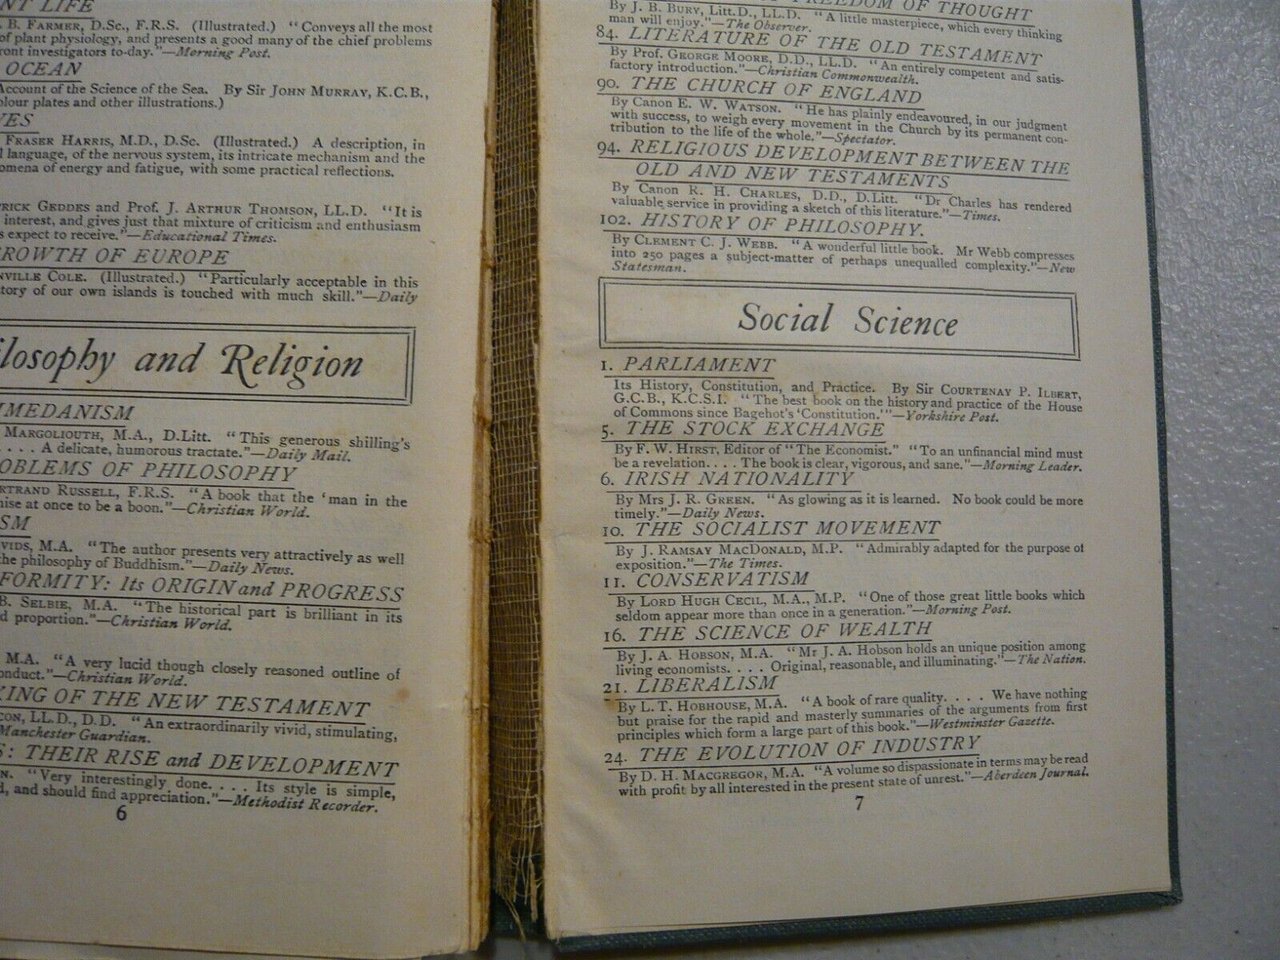 NT LIFE
B. FARMER, D.Sc., F.R.S. (Illustrated.) "Conveys all the most
of plant physiology, and presents a good many of the chief problems
ront investigators to-day."—Morning Post.
OCEAN
Account of the Science of the Sea. By Sir JOHN MURRAY, K.C.B.,
olour plates and other illustrations.)
VES
FRASER HARRIS, M.D., D.Sc. (Illustrated.) A description, in
l language, of the nervous system, its intricate mechanism and the
omena of energy and fatigue, with some practical reflections.
RICK GEDDES and Prof. J. ARTHUR THOMSON, LL.D. "It is
interest, and gives just that mixture of criticism and enthusiasm
s expect to receive."—Educational Times.
ROWTH OF EUROPE
NVILLE COLE. (Illustrated.) "Particularly acceptable in this
tory of our own islands is touched with much skill."—Daily
ilosophy and Religion
MEDANISM
MARGOLIOUTH, M.A., D.Litt. "This generous shilling's
. . . . A delicate, humorous tractate."—Daily Mail.
OBLEMS OF PHILOSOPHY
RTRAND RUSSELL, F.R.S. "A book that the 'man in the
nise at once to be a boon."—Christian World.
SM
VIDS, M.A. "The author presents very attractively as well
the philosophy of Buddhism."—Daily News.
FORMITY: Its ORIGIN and PROGRESS
B. SELBIE, M.A. "The historical part is brilliant in its
d proportion."—Christian World.
M.A. "A very lucid though closely reasoned outline of
onduct."—Christian World.
KING OF THE NEW TESTAMENT
CON, LL.D., D.D. "An extraordinarily vivid, stimulating,
Manchester Guardian.
S: THEIR RISE and DEVELOPMENT
N. "Very interestingly done. . . . Its style is simple,
d, and should find appreciation."—Methodist Recorder.
6
FREEDOM OF THOUGHT
By J. B. BURY, Litt.D., LL.D. "A little masterpiece, which every thinking
man will enjoy."—The Observer.
84. LITERATURE OF THE OLD TESTAMENT
By Prof. GEORGE MOORE, D.D., LL.D. "An entirely competent and satis-
factory introduction."—Christian Commonwealth.
90. THE CHURCH OF ENGLAND
By Canon E. W. WATSON. "He has plainly endeavoured, in our judgment
with success, to weigh every movement in the Church by its permanent con-
tribution to the life of the whole."—Spectator.
94. RELIGIOUS DEVELOPMENT BETWEEN THE
OLD AND NEW TESTAMENTS
By Canon R. H. CHARLES, D.D., D.Litt. "Dr Charles has rendered
valuable service in providing a sketch of this literature."—Times.
102. HISTORY OF PHILOSOPHY.
By CLEMENT C. J. WEBB. "A wonderful little book. Mr Webb compresses
into 250 pages a subject-matter of perhaps unequalled complexity."—New
Statesman.
Social Science
1. PARLIAMENT
Its History, Constitution, and Practice. By Sir COURTENAY P. ILBERT,
G.C.B., K.C.S.I. "The best book on the history and practice of the House
of Commons since Bagehot's 'Constitution.'"—Yorkshire Post.
5. THE STOCK EXCHANGE
By F. W. HIRST, Editor of "The Economist." "To an unfinancial mind must
be a revelation. . . . The book is clear, vigorous, and sane."—Morning Leader.
6. IRISH NATIONALITY
By Mrs J. R. GREEN. "As glowing as it is learned. No book could be more
timely."—Daily News.
10. THE SOCIALIST MOVEMENT
By J. RAMSAY MACDONALD, M.P. "Admirably adapted for the purpose of
exposition."—The Times.
11. CONSERVATISM
By LORD HUGH CECIL, M.A., M.P. "One of those great little books which
seldom appear more than once in a generation."—Morning Post.
16. THE SCIENCE OF WEALTH
By J. A. HOBSON, M.A. "Mr J. A. Hobson holds an unique position among
living economists. . . . Original, reasonable, and illuminating."—The Nation.
21. LIBERALISM
By L. T. HOBHOUSE, M.A. "A book of rare quality. . . . We have nothing
but praise for the rapid and masterly summaries of the arguments from first
principles which form a large part of this book."—Westminster Gazette.
24. THE EVOLUTION OF INDUSTRY
By D. H. MACGREGOR, M.A. "A volume so dispassionate in terms may be read
with profit by all interested in the present state of unrest."—Aberdeen Journal.
7